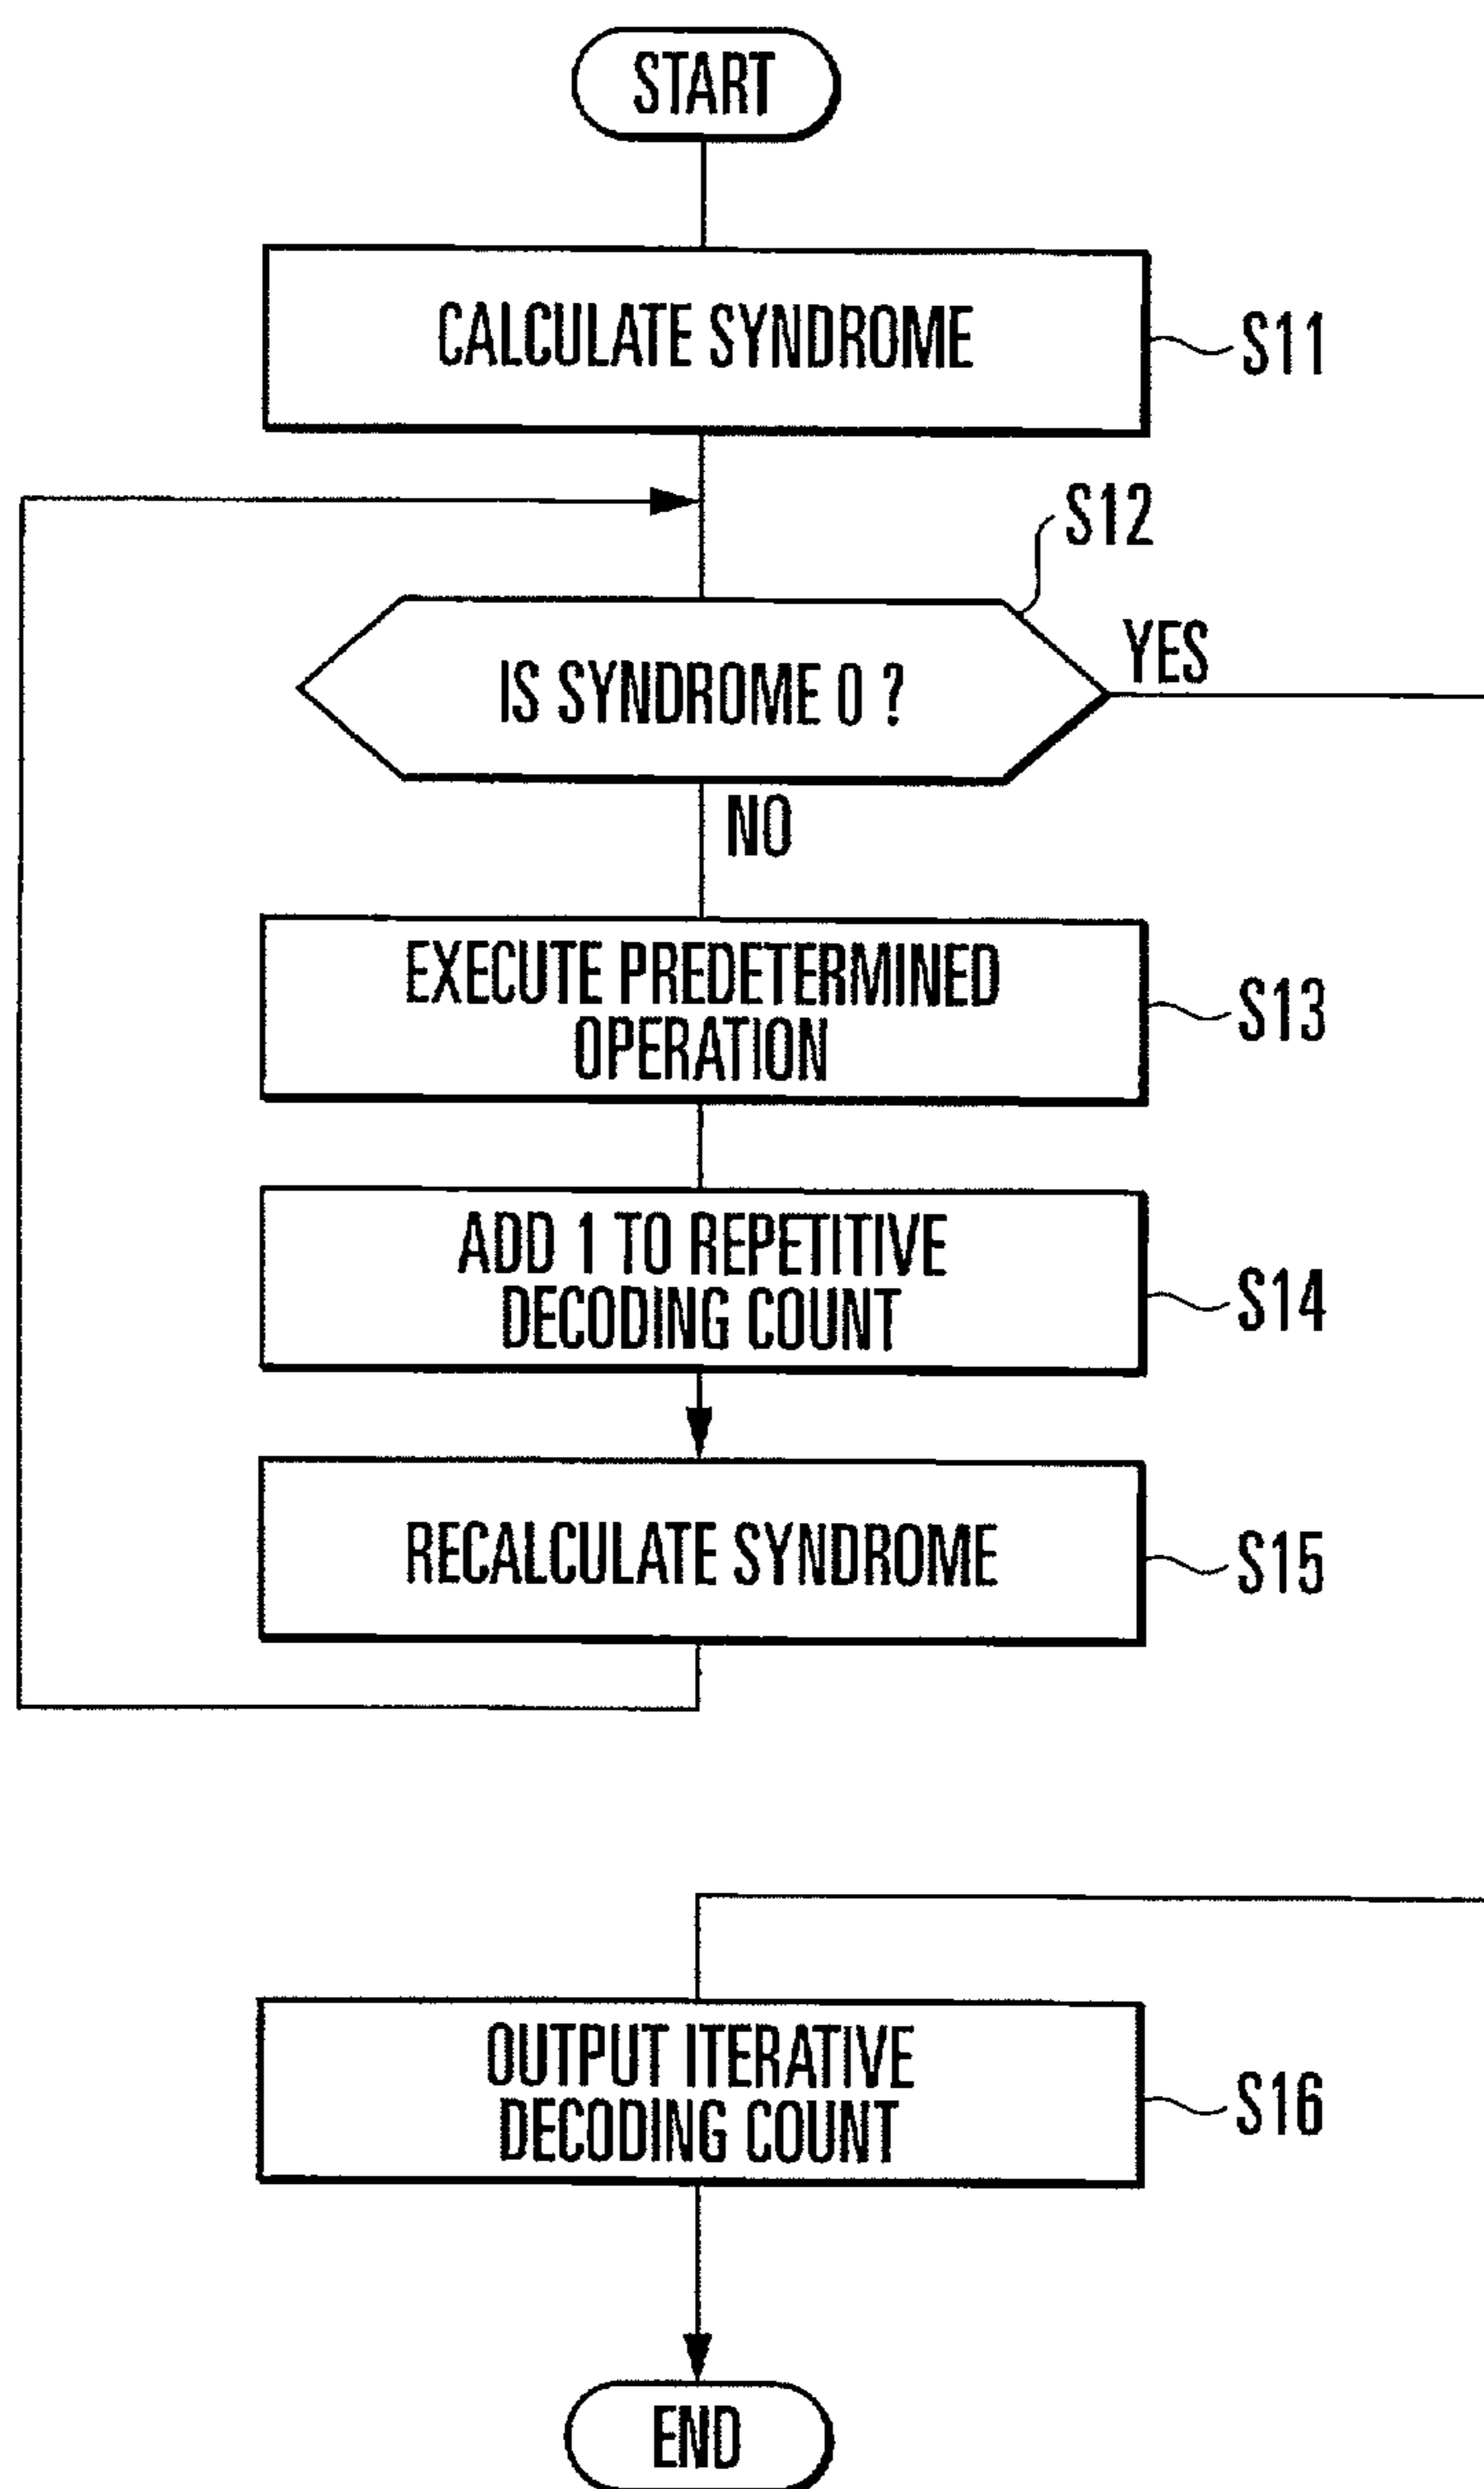 START
CALCULATE SYNDROME
S11
S12
IS SYNDROME 0 ?
YES
NO
EXECUTE PREDETERMINED
OPERATION
S13
ADD 1 TO REPETITIVE
DECODING COUNT
S14
RECALCULATE SYNDROME
S15
OUTPUT ITERATIVE
DECODING COUNT
S16
END